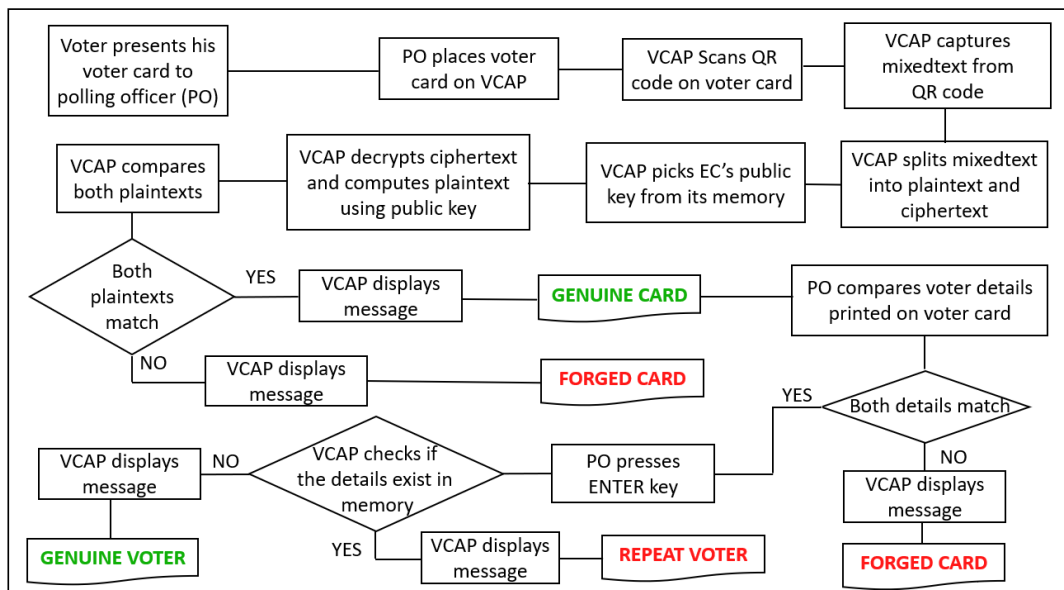 Voter presents his
voter card to
polling officer (PO)
PO places voter
card on VCAP
VCAP Scans QR
code on voter card
VCAP captures
mixedtext from
QR code
VCAP compares
both plaintexts
VCAP decrypts ciphertext
and computes plaintext
using public key
VCAP picks EC’s public
key from its memory
VCAP splits mixedtext
into plaintext and
ciphertext
Both
plaintexts
match
YES
VCAP displays
message
GENUINE CARD
PO compares voter details
printed on voter card
NO
VCAP displays
message
FORGED CARD
YES
Both details match
VCAP displays
message
NO
VCAP checks if
the details exist in
memory
PO presses
ENTER key
NO
VCAP displays
message
GENUINE VOTER
YES
VCAP displays
message
REPEAT VOTER
FORGED CARD